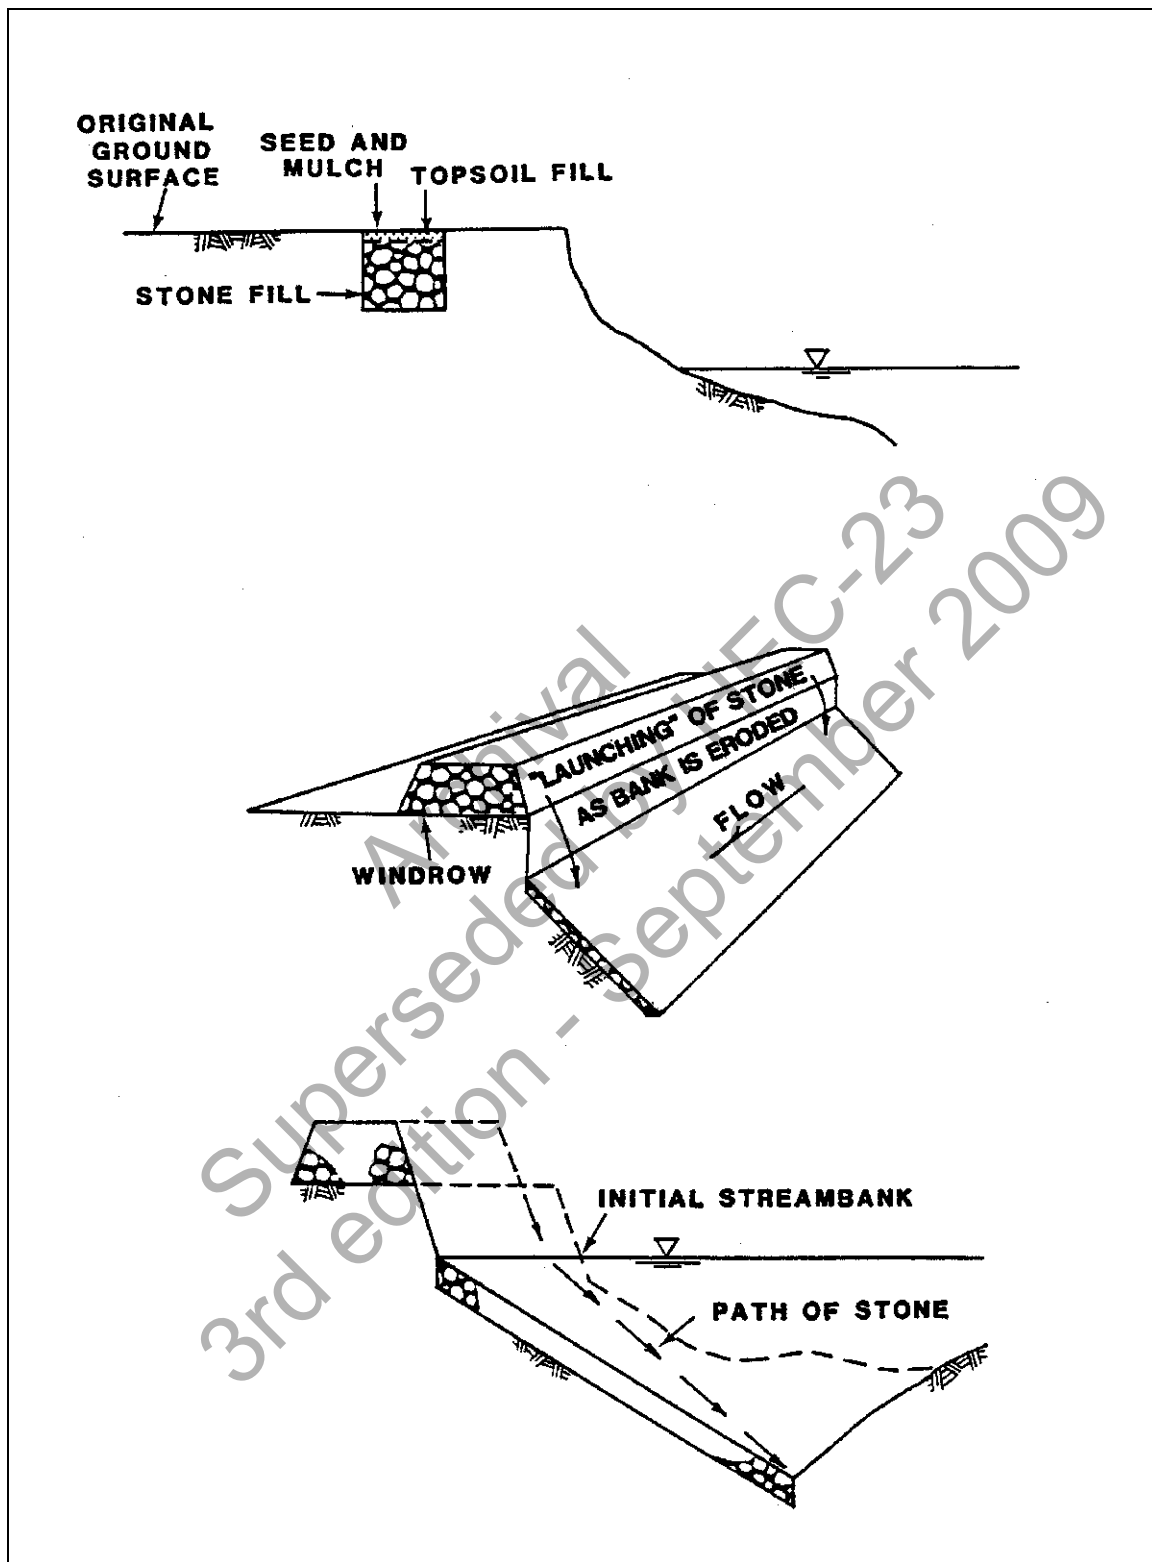 ORIGINAL
GROUND
SURFACE
SEED AND
MULCH
TOPSOIL FILL
STONE FILL
"LAUNCHING" OF STONE
AS BANK IS ERODED
FLOW
WINDROW
INITIAL STREAMBANK
PATH OF STONE
Archival
Superseded by HEC-23
3rd edition - September 2009